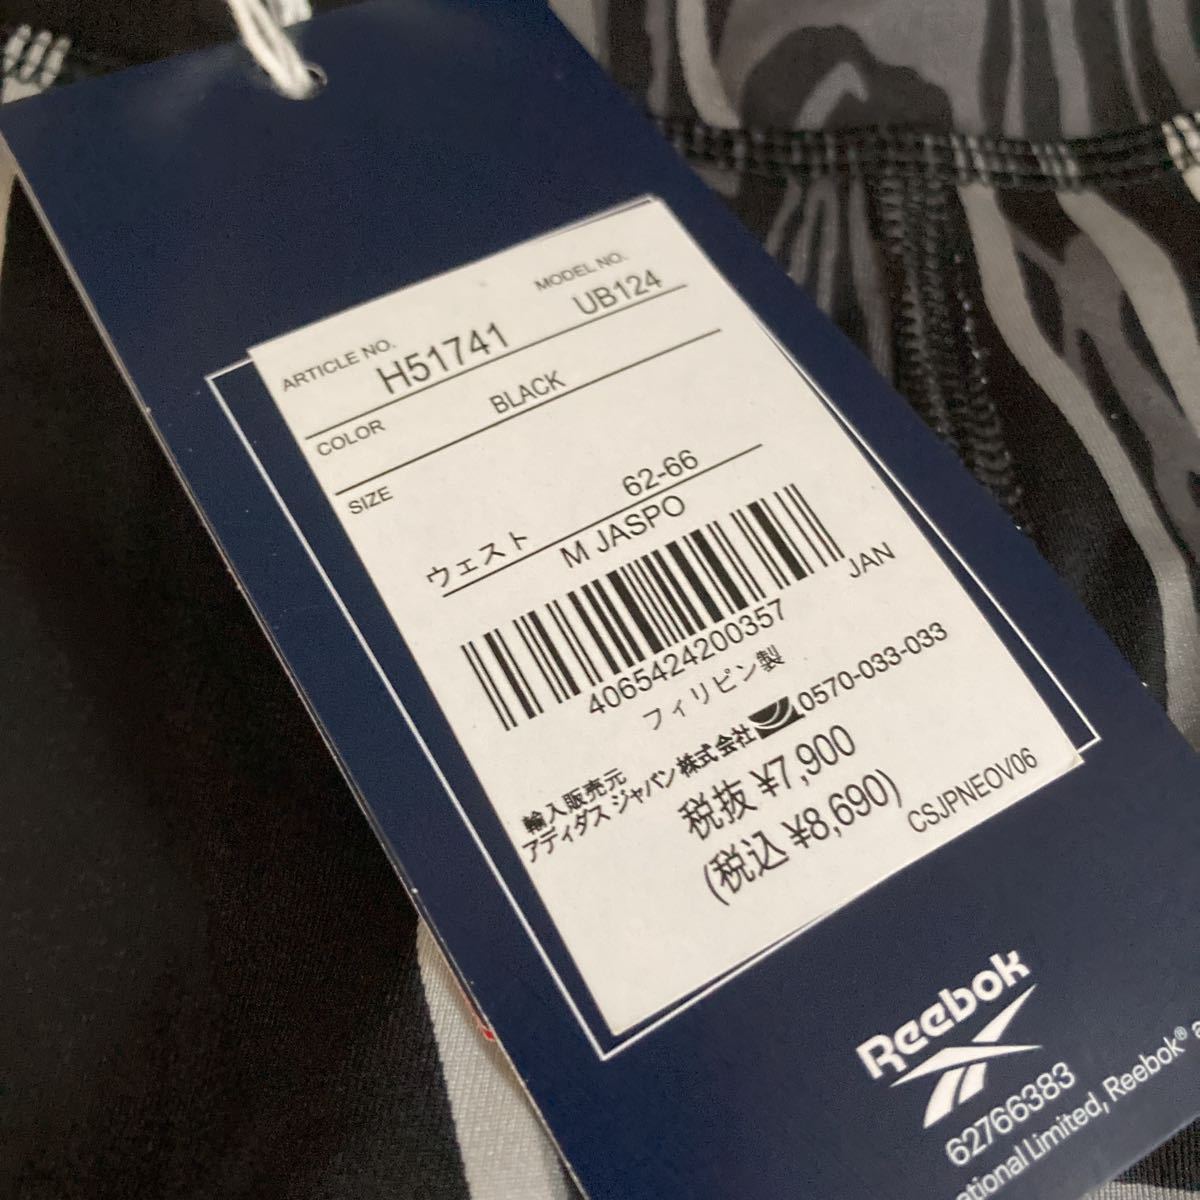 ARTICLE NO. MODEL NO.
H51741 UB124
COLOR BLACK
SIZE
ウェスト 62-66
M JASPO
JAN
4065424200357
フィリピン製
輸入販売元
アディダス ジャパン株式会社 0570-033-033
税抜 ¥7,900
(税込 ¥8,690)
CSJPNEOV06
Reebok
62766383
ational Limited, Reebok® a